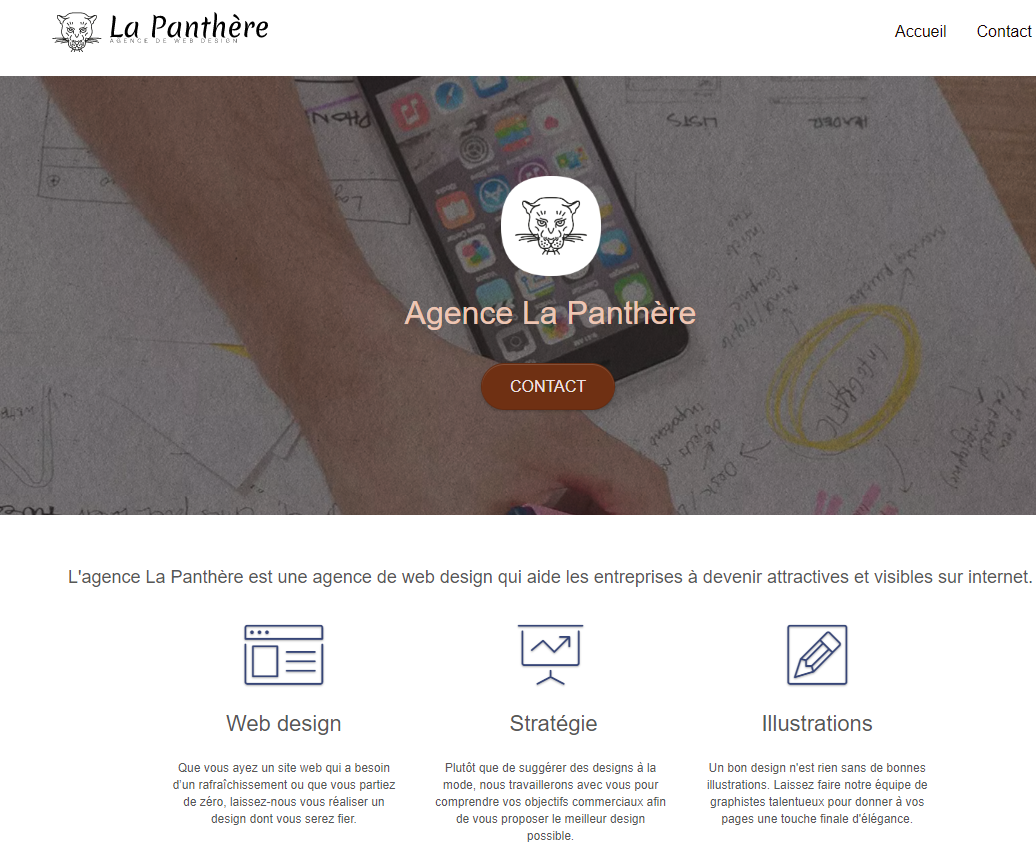 La Panthère
AGENCE DE WEB DESIGN
Accueil
Contact
LISTS
HEADER
Agence La Panthère
CONTACT
L'agence La Panthère est une agence de web design qui aide les entreprises à devenir attractives et visibles sur internet.
Web design
Que vous ayez un site web qui a besoin
d'un rafraîchissement ou que vous partiez
de zéro, laissez-nous vous réaliser un
design dont vous serez fier.
Stratégie
Plutôt que de suggérer des designs à la
mode, nous travaillerons avec vous pour
comprendre vos objectifs commerciaux afin
de vous proposer le meilleur design
possible.
Illustrations
Un bon design n'est rien sans de bonnes
illustrations. Laissez faire notre équipe de
graphistes talentueux pour donner à vos
pages une touche finale d'élégance.